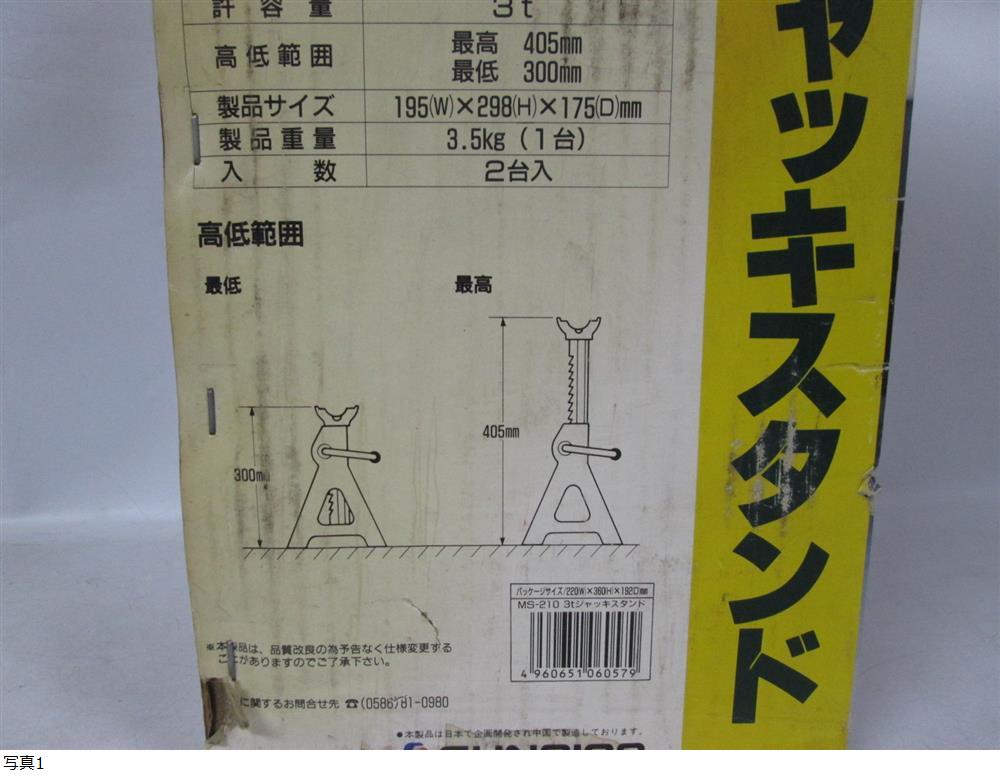 許容量 3t
高低範囲 最高 405mm
最低 300mm
製品サイズ 195(W)×298(H)×175(D)mm
製品重量 3.5kg（1台）
入数 2台入
ャッキスタンド
高低範囲
最低
最高
300mm
405mm
パッケージサイズ/220(W)×360(H)×192(D)mm
MS-210 3tジャッキスタンド
4 960651 060579
※本製品は、品質改良の為予告なく仕様変更する
ことがありますのでご了承下さい。
に関するお問合せ先 ☎(0586)81-0980
●本製品は日本で企画開発され中国で製造しております。
写真1